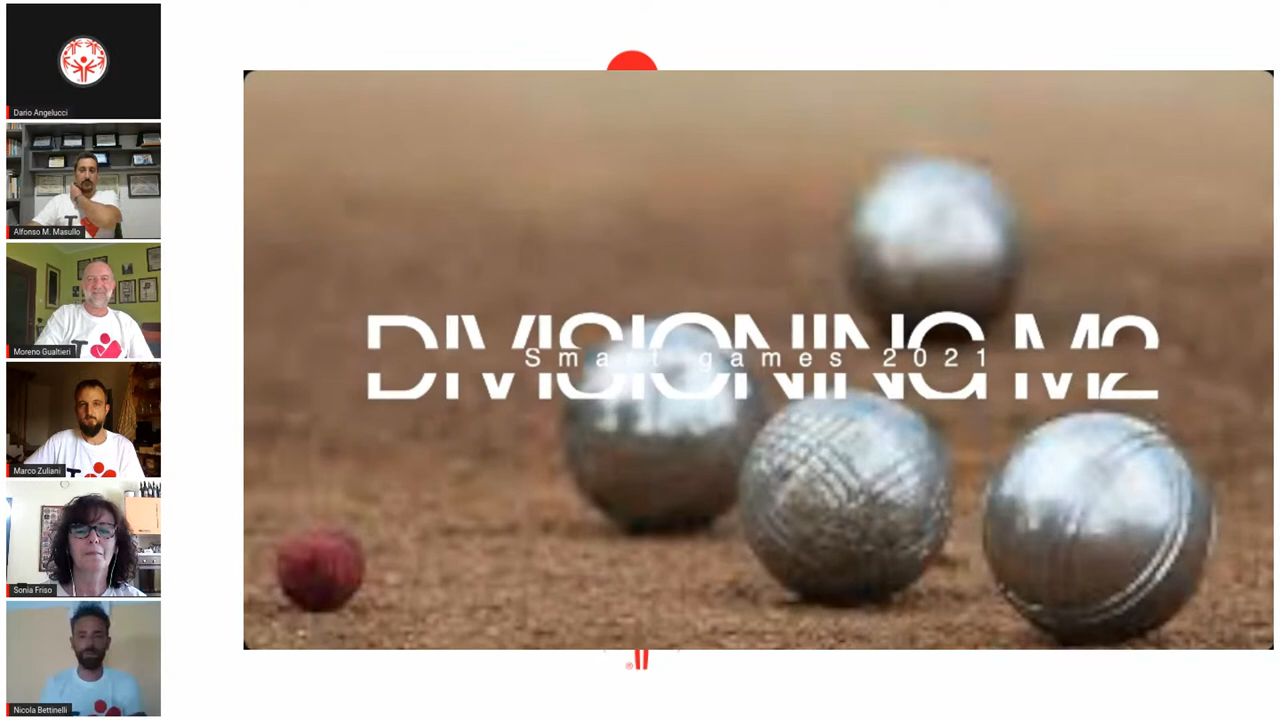 Dario Angelucci
Alfonso M. Masullo
Moreno Gualtieri
Marco Zuliani
Sonia Friso
Nicola Bettinelli
DIVISIONING M2
Smart games 2021